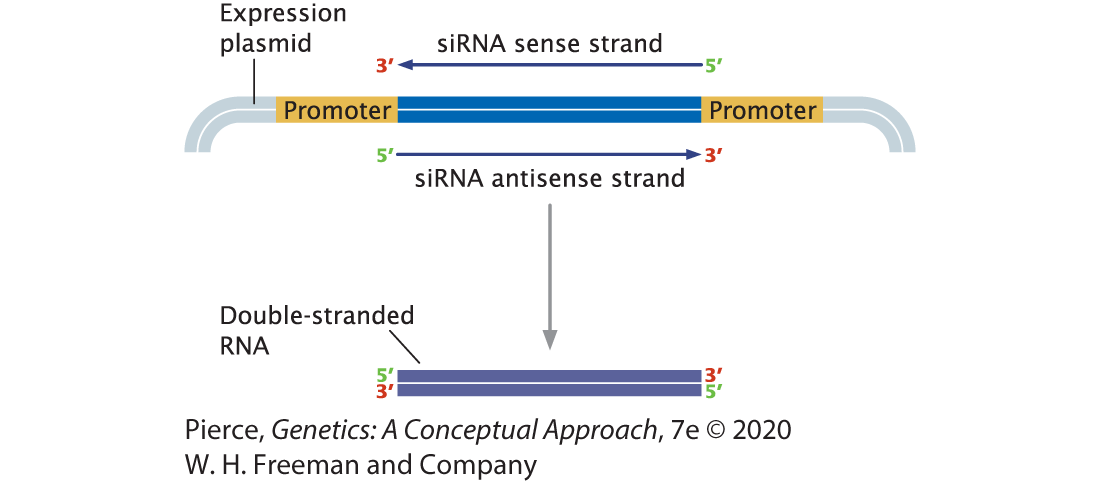 Expression
plasmid
siRNA sense strand
3’ 5’
Promoter Promoter
5’ 3’
siRNA antisense strand
Double-stranded
RNA
5’ 3’
3’ 5’
Pierce, Genetics: A Conceptual Approach, 7e © 2020
W. H. Freeman and Company